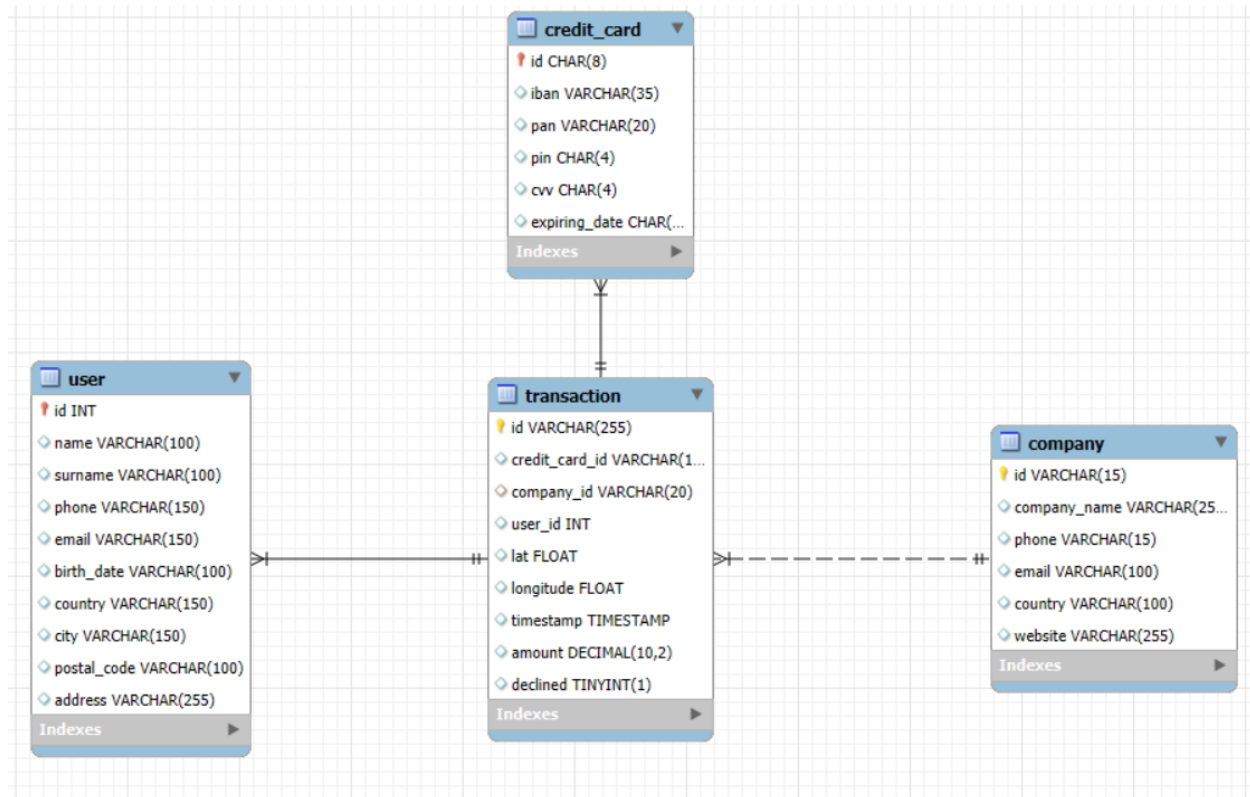 credit_card
id CHAR(8)
iban VARCHAR(35)
pan VARCHAR(20)
pin CHAR(4)
cvv CHAR(4)
expiring_date CHAR(...
Indexes
user
id INT
name VARCHAR(100)
surname VARCHAR(100)
phone VARCHAR(150)
email VARCHAR(150)
birth_date VARCHAR(100)
country VARCHAR(150)
city VARCHAR(150)
postal_code VARCHAR(100)
address VARCHAR(255)
Indexes
transaction
id VARCHAR(255)
credit_card_id VARCHAR(1...
company_id VARCHAR(20)
user_id INT
lat FLOAT
longitude FLOAT
timestamp TIMESTAMP
amount DECIMAL(10,2)
declined TINYINT(1)
Indexes
company
id VARCHAR(15)
company_name VARCHAR(25...
phone VARCHAR(15)
email VARCHAR(100)
country VARCHAR(100)
website VARCHAR(255)
Indexes